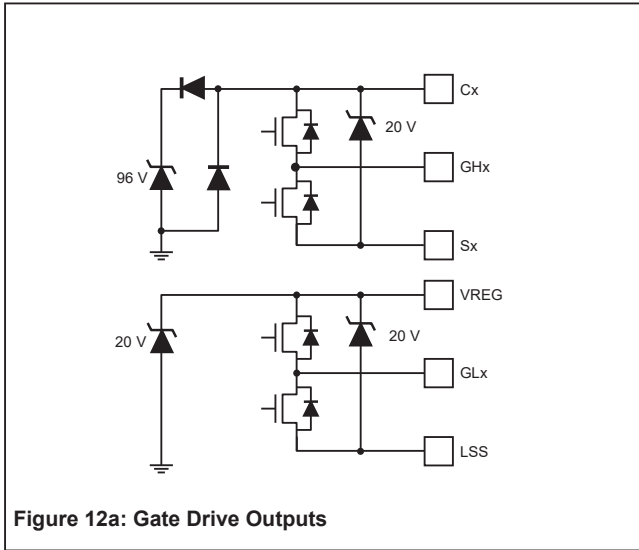 Cx
20 V
GHx
96 V
Sx
VREG
20 V
20 V
GLx
LSS
Figure 12a: Gate Drive Outputs